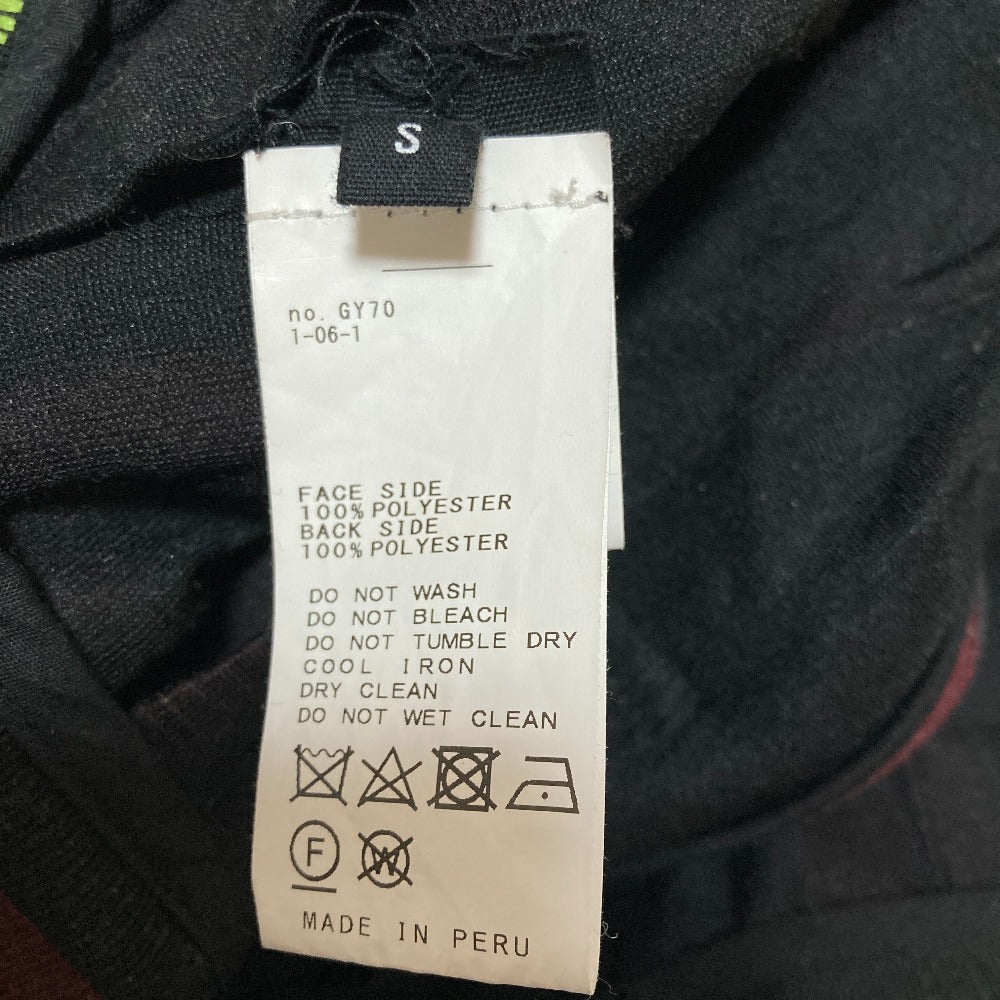 S
no. GY70
1-06-1
FACE SIDE
100% POLYESTER
BACK SIDE
100% POLYESTER
DO NOT WASH
DO NOT BLEACH
DO NOT TUMBLE DRY
COOL IRON
DRY CLEAN
DO NOT WET CLEAN
F W
MADE IN PERU